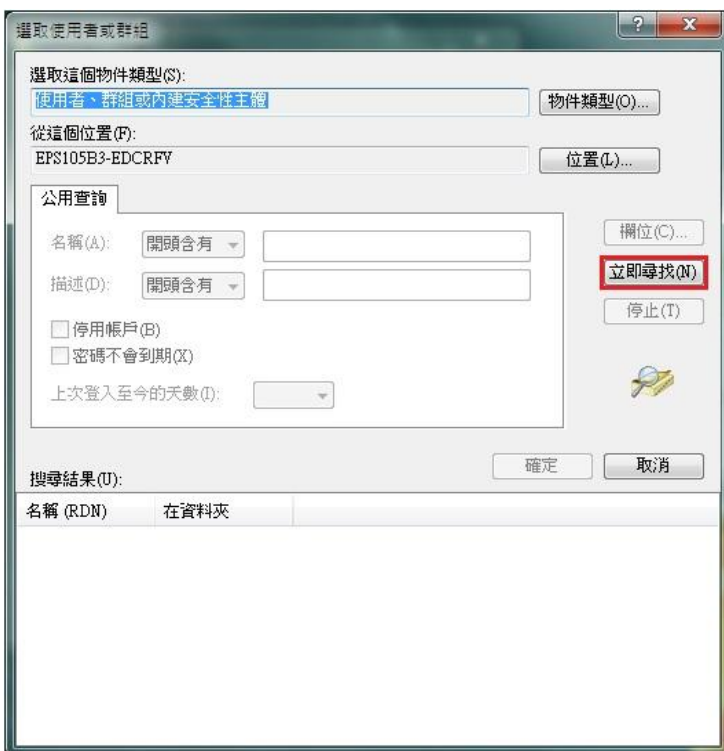 選取使用者或群組
選取這個物件類型(S):
使用者、群組或內建安全性主體
物件類型(O)...
從這個位置(F):
EPS105B3-EDCRFV
位置(L)...
公用查詢
名稱(A):
開頭含有
欄位(C)...
描述(D):
開頭含有
立即尋找(N)
停止(T)
停用帳戶(B)
密碼不會到期(X)
上次登入至今的天數(I):
確定
取消
搜尋結果(U):
名稱 (RDN) 在資料夾